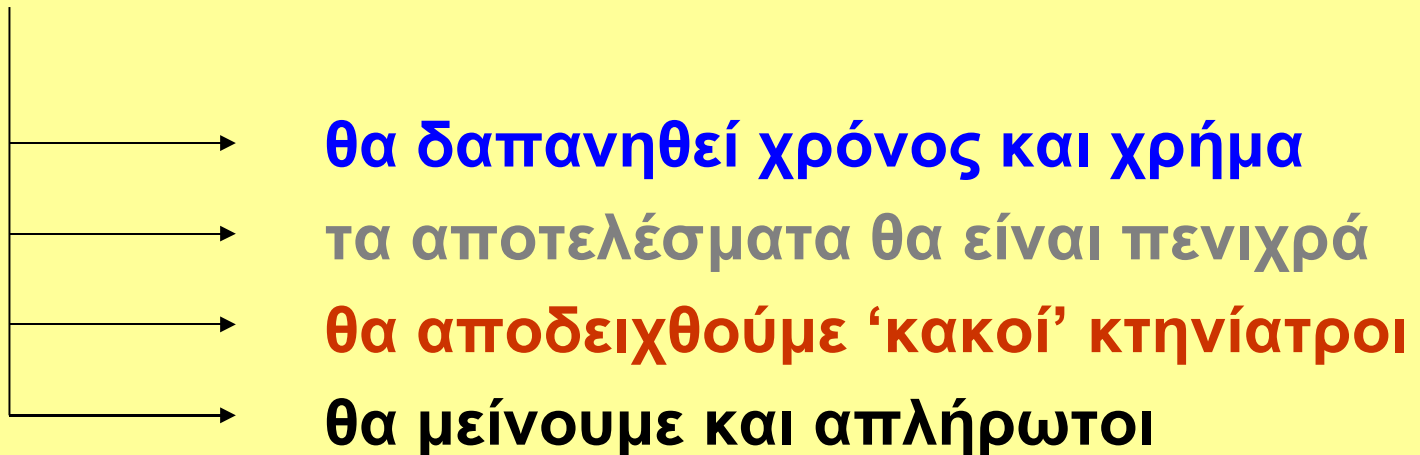 θα δαπανηθεί χρόνος και χρήμα
τα αποτελέσματα θα είναι πενιχρά
θα αποδειχθούμε ‘κακοί’ κτηνίατροι
θα μείνουμε και απλήρωτοι